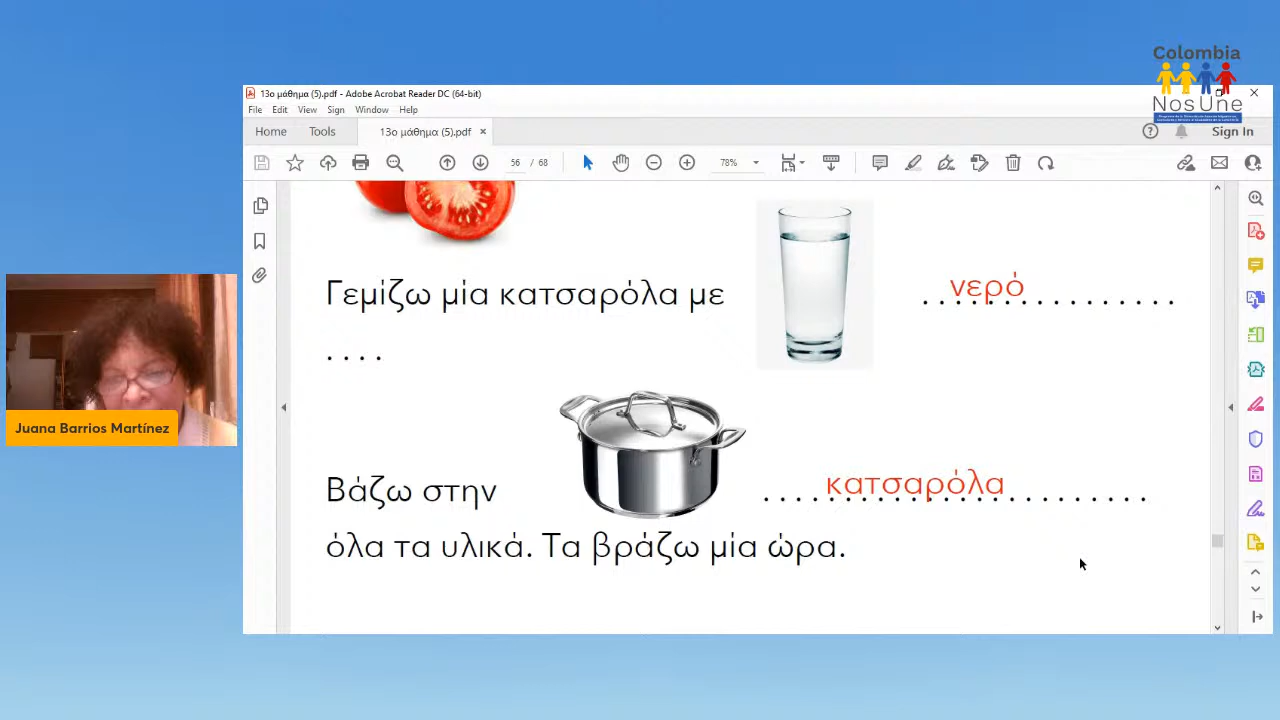 Colombia
NosUne
13ο μάθημα (5).pdf - Adobe Acrobat Reader DC (64-bit)
File Edit View Sign Window Help
Home Tools 13ο μάθημα (5).pdf × Sign In
56 / 68 78%
Γεμίζω μία κατσαρόλα με νερό
. . . .
Βάζω στην κατσαρόλα
όλα τα υλικά. Τα βράζω μία ώρα.
Juana Barrios Martínez